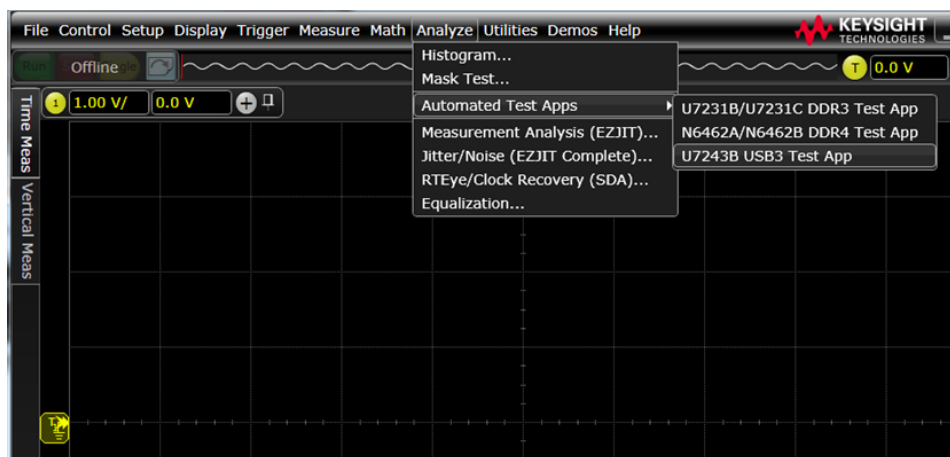 File Control Setup Display Trigger Measure Math Analyze Utilities Demos Help
KEYSIGHT
TECHNOLOGIES
Run Offline
T 0.0 V
1 1.00 V/ 0.0 V
Time Meas
Vertical Meas
Histogram...
Mask Test...
Automated Test Apps
Measurement Analysis (EZJIT)...
Jitter/Noise (EZJIT Complete)...
RTEye/Clock Recovery (SDA)...
Equalization...
U7231B/U7231C DDR3 Test App
N6462A/N6462B DDR4 Test App
U7243B USB3 Test App